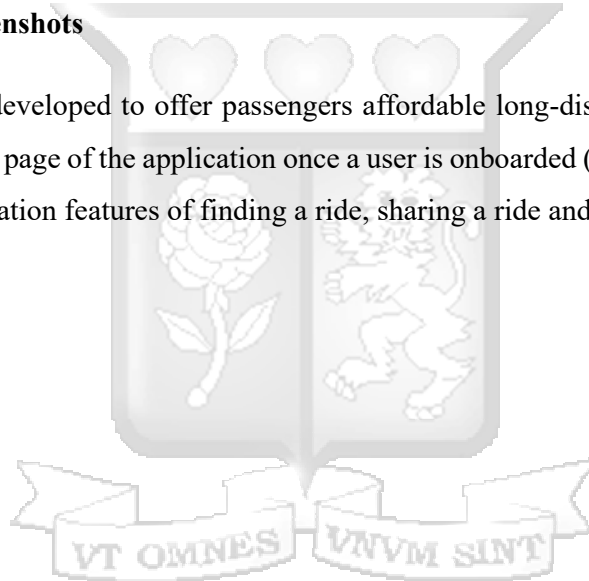 enshots
developed to offer passengers affordable long-dis
page of the application once a user is onboarded (
ation features of finding a ride, sharing a ride and
VT OMNES VNVM SINT